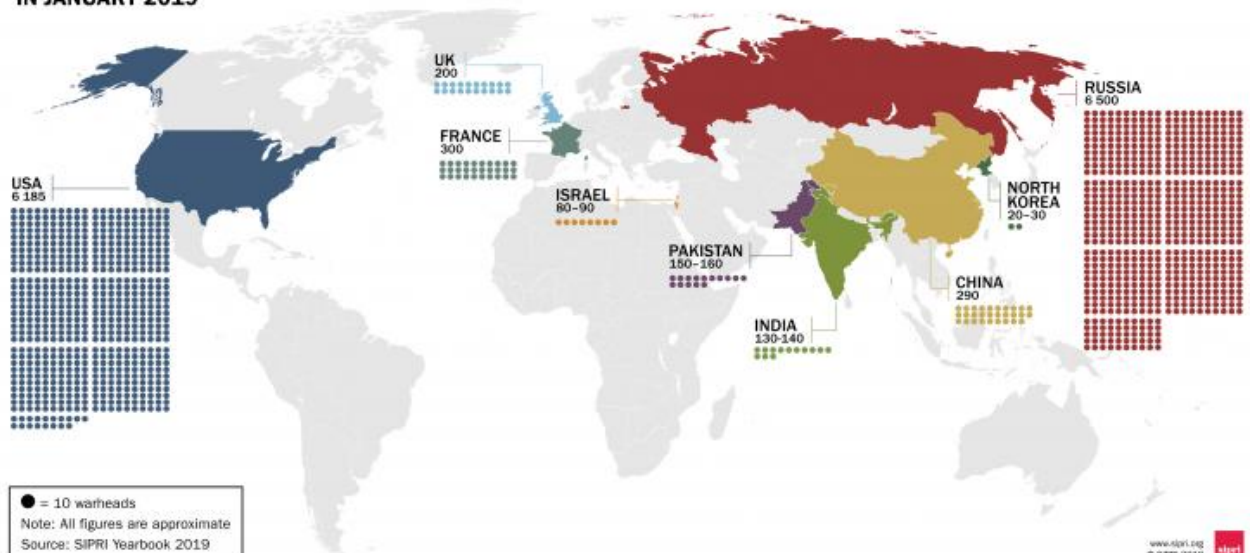 IN JANUARY 2019
UK
200
RUSSIA
6 500
FRANCE
300
USA
6 185
ISRAEL
80–90
NORTH
KOREA
20–30
PAKISTAN
150–160
CHINA
290
INDIA
130-140
= 10 warheads
Note: All figures are approximate
Source: SIPRI Yearbook 2019
www.sipri.org
sipri